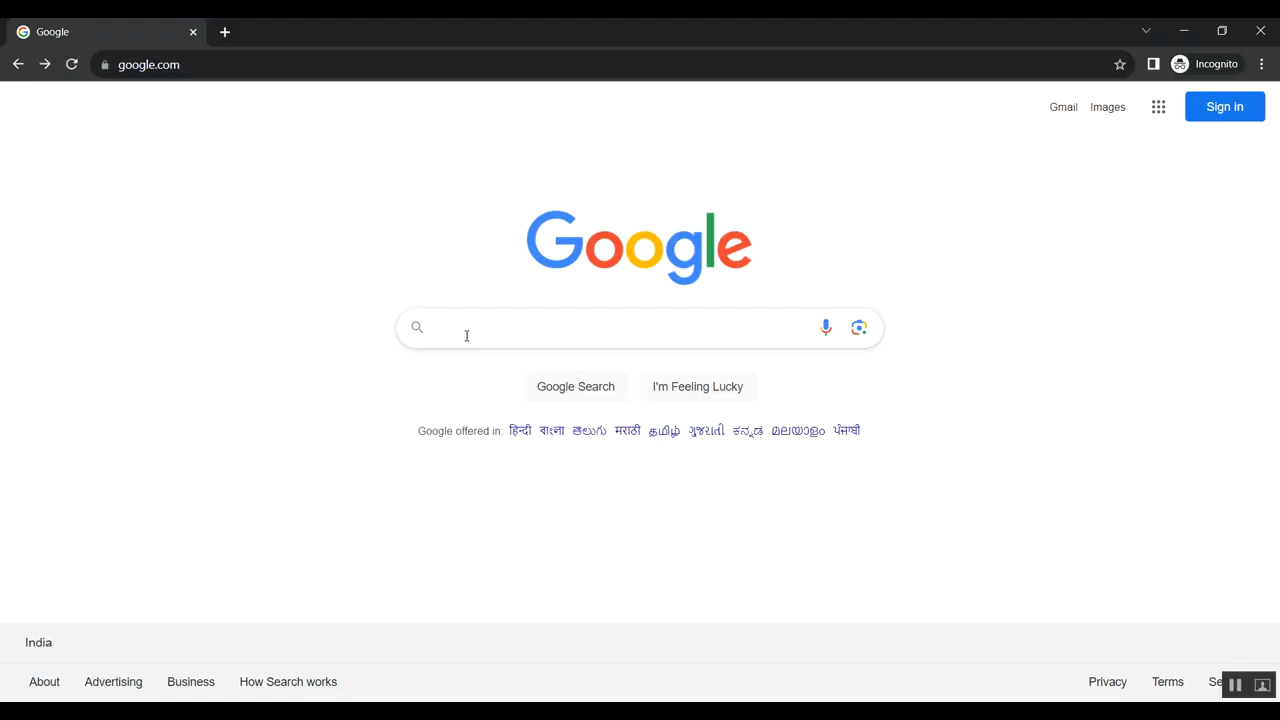 Google
google.com
Incognito
Gmail Images Sign in
Google
Google Search I'm Feeling Lucky
Google offered in: हिन्दी বাংলা తెలుగు मराठी தமிழ் ગુજરાતી ಕನ್ನಡ മലയാളം ਪੰਜਾਬੀ
India
About Advertising Business How Search works Privacy Terms Se